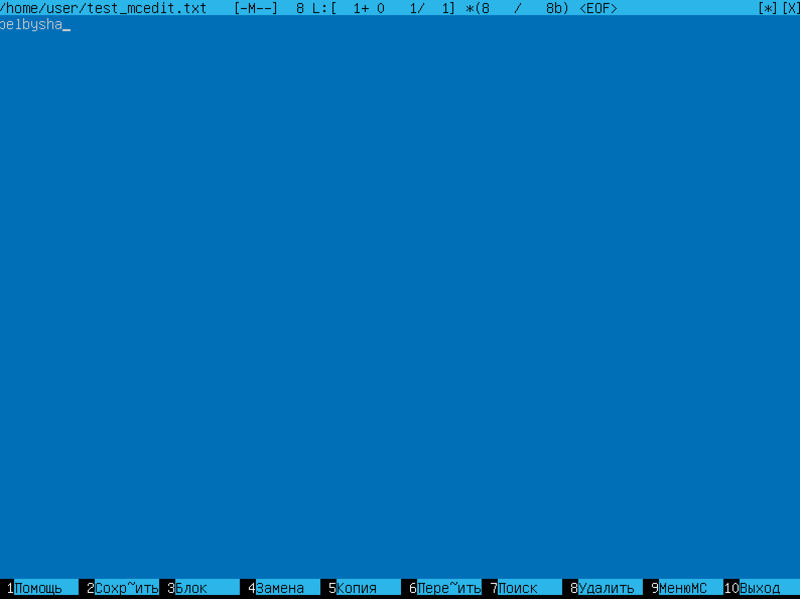 /home/user/test_mcedit.txt [-M--] 8 L:[ 1+ 0 1/ 1] *(8 / 8b) <EOF> [*][X]
belbysha_
1Помощь 2Сохр~ить 3Блок 4Замена 5Копия 6Пере~ить 7Поиск 8Удалить 9МенюMC 10Выход